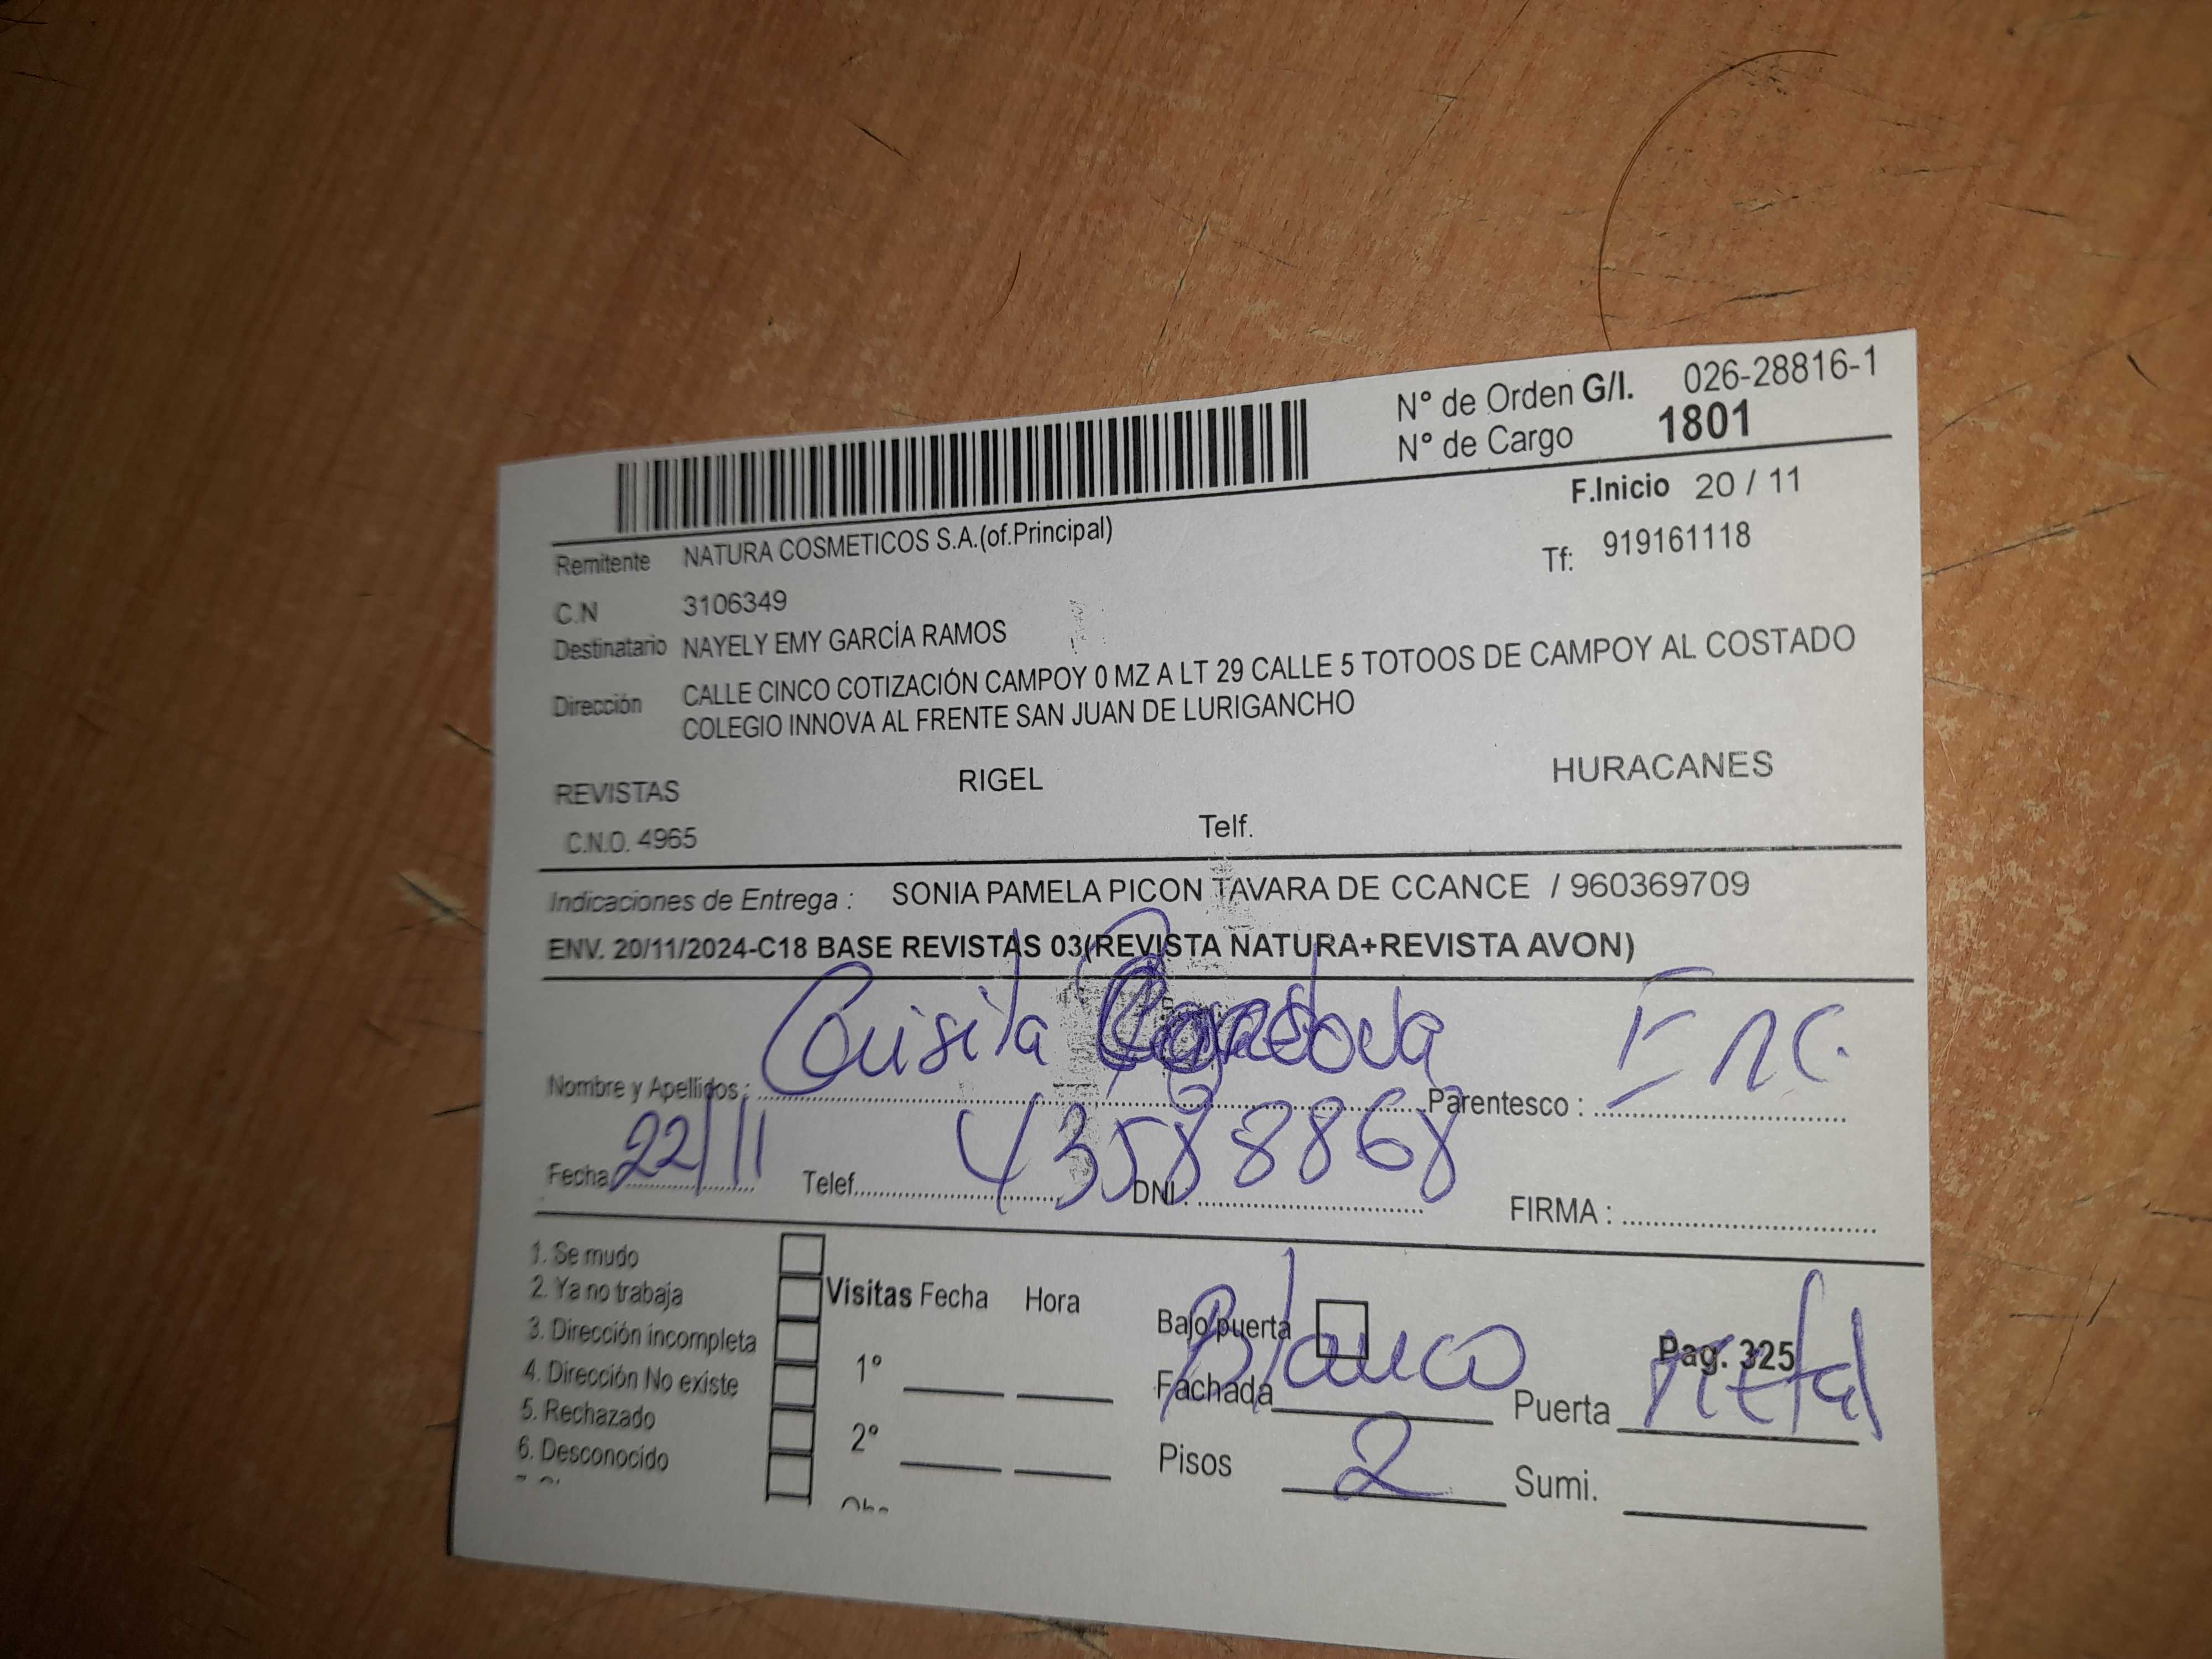 N° de Orden G/I. 026-28816-1
N° de Cargo 1801
F.Inicio 20 / 11
Remitente NATURA COSMETICOS S.A.(of.Principal)
Tf: 919161118
C.N 3106349
Destinatario NAYELY EMY GARCÍA RAMOS
Dirección CALLE CINCO COTIZACIÓN CAMPOY 0 MZ A LT 29 CALLE 5 TOTOOS DE CAMPOY AL COSTADO
COLEGIO INNOVA AL FRENTE SAN JUAN DE LURIGANCHO
REVISTAS RIGEL HURACANES
C.N.O. 4965 Telf.
Indicaciones de Entrega : SONIA PAMELA PICON TAVARA DE CCANCE / 960369709
ENV. 20/11/2024-C18 BASE REVISTAS 03(REVISTA NATURA+REVISTA AVON)
Nombre y Apellidos : Parentesco : Enc.
Fecha 22/11 Telef. DNI : 43588868 FIRMA :
1. Se mudo
2. Ya no trabaja
3. Dirección incompleta
4. Dirección No existe
5. Rechazado
6. Desconocido
Visitas Fecha Hora
1°
2°
Bajo puerta Pag. 325
Fachada Blanco Puerta Metal
Pisos 2 Sumi.